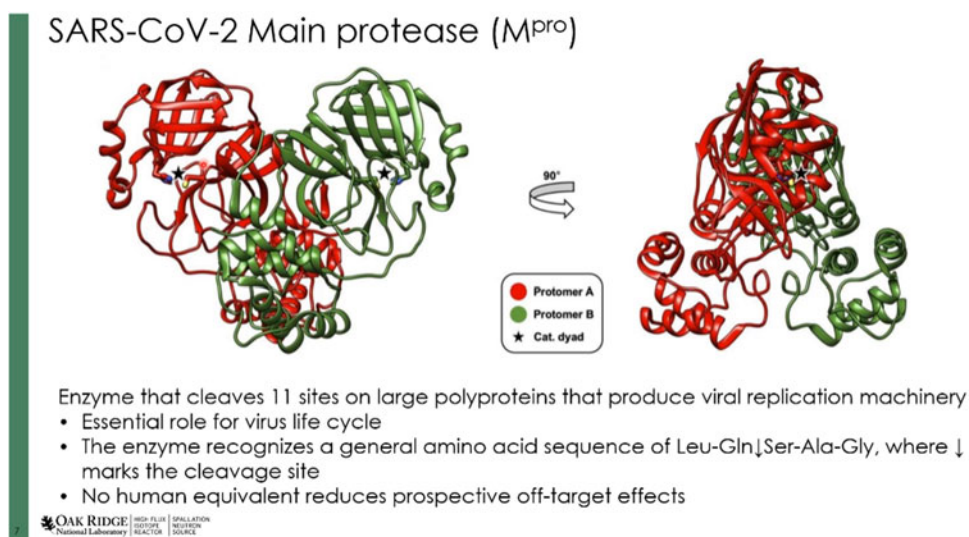 SARS-CoV-2 Main protease (Mpro)
90°
Protomer A
Protomer B
★ Cat. dyad
Enzyme that cleaves 11 sites on large polyproteins that produce viral replication machinery
• Essential role for virus life cycle
• The enzyme recognizes a general amino acid sequence of Leu-Gln↓Ser-Ala-Gly, where ↓
marks the cleavage site
• No human equivalent reduces prospective off-target effects
7
OAK RIDGE
National Laboratory
HIGH FLUX
ISOTOPE
REACTOR
SPALLATION
NEUTRON
SOURCE